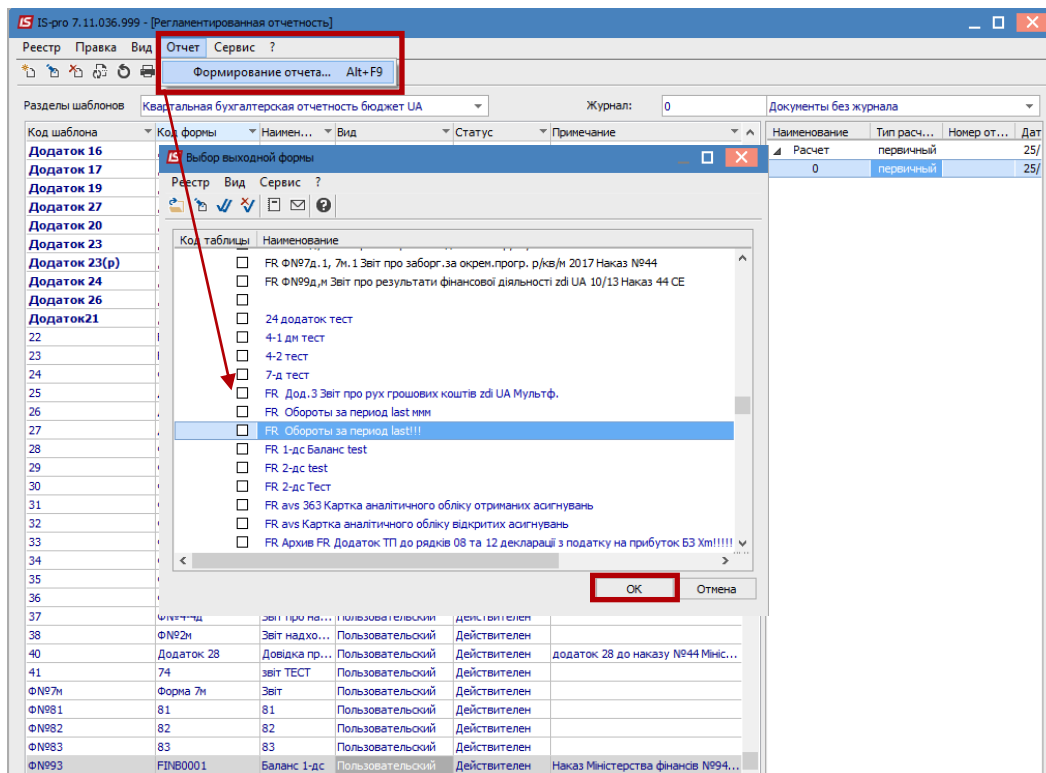 IS-pro 7.11.036.999 - [Регламентированная отчетность]
Реестр Правка Вид Отчет Сервис ?
Формирование отчета... Alt+F9
Разделы шаблонов Квартальная бухгалтерская отчетность бюджет UA Журнал: 0 Документы без журнала
Код шаблона Код формы Наимен... Вид Статус Примечание Наименование Тип расч... Номер от... Дат
Додаток 16 Расчет первичный 25/
Додаток 17 0 первичный 25/
Додаток 19
Додаток 27
Додаток 20
Додаток 23
Додаток 23(р)
Додаток 24
Додаток 26
Додаток21
22
23
24
25
26
27
28
29
30
31
32
33
34
35
36
Выбор выходной формы
Реестр Вид Сервис ?
Код таблицы Наименование
FR ФNº7д.1, 7м.1 Звіт про заборг.за окрем.прогр. р/кв/м 2017 Наказ Nº44
FR ФNº9д,м Звіт про результати фінансової діяльності zdi UA 10/13 Наказ 44 СЕ
24 додаток тест
4-1 дм тест
4-2 тест
7-д тест
FR Дод.3 Звіт про рух грошових коштів zdi UA Мультф.
FR Обороты за период last ммм
FR Обороты за период last!!!
FR 1-дс Баланс test
FR 2-дс test
FR 2-дс Тест
FR avs 363 Картка аналітичного обліку отриманих асигнувань
FR avs Картка аналітичного обліку відкритих асигнувань
FR Архив FR Додаток ТП до рядків 08 та 12 декларації з податку на прибуток БЗ Xm!!!!!
ОК Отмена
37 ФNº4-4д Звіт про на... Пользовательский Действителен
38 ФNº2м Звіт надхо... Пользовательский Действителен
40 Додаток 28 Довідка пр... Пользовательский Действителен додаток 28 до наказу Nº44 Мініс...
41 74 звіт ТЕСТ Пользовательский Действителен
ФNº7м Форма 7м Звіт Пользовательский Действителен
ФNº81 81 81 Пользовательский Действителен
ФNº82 82 82 Пользовательский Действителен
ФNº83 83 83 Пользовательский Действителен
ФNº93 FINB0001 Баланс 1-дс Пользовательский Действителен Наказ Міністерства фінансів Nº94...